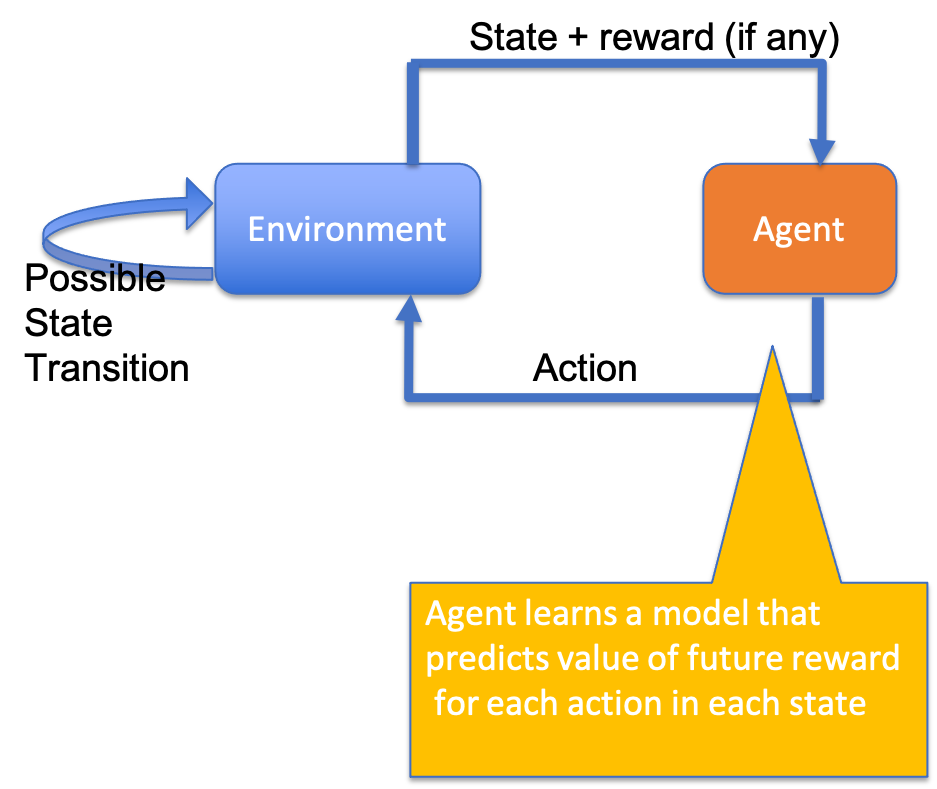 State + reward (if any)
Environment
Agent
Possible
State
Transition
Action
Agent learns a model that
predicts value of future reward
for each action in each state